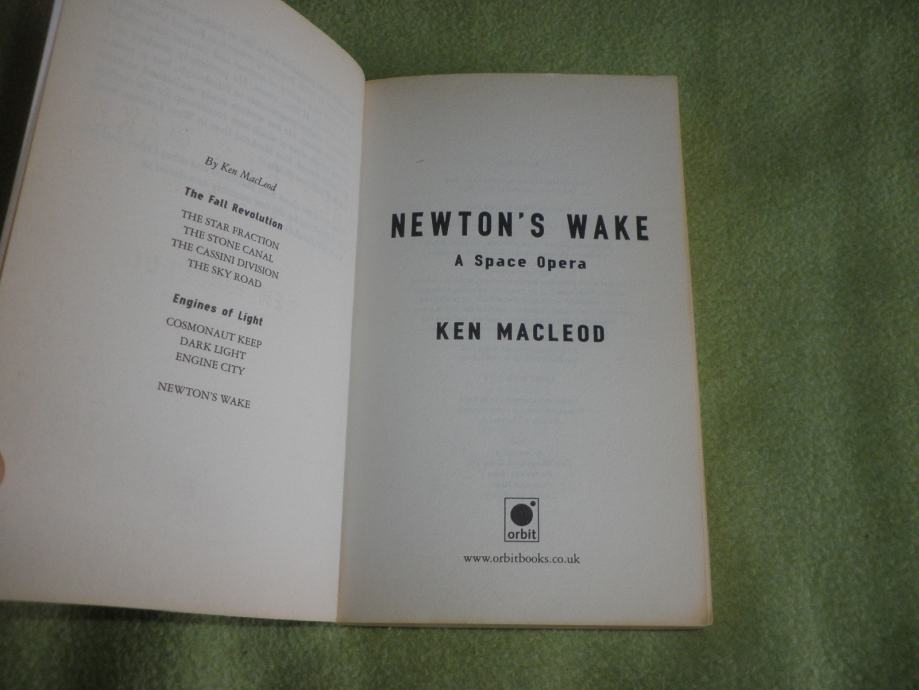 By Ken MacLeod
The Fall Revolution
THE STAR FRACTION
THE STONE CANAL
THE CASSINI DIVISION
THE SKY ROAD
Engines of Light
COSMONAUT KEEP
DARK LIGHT
ENGINE CITY
NEWTON'S WAKE
NEWTON'S WAKE
A Space Opera
KEN MACLEOD
orbit
www.orbitbooks.co.uk